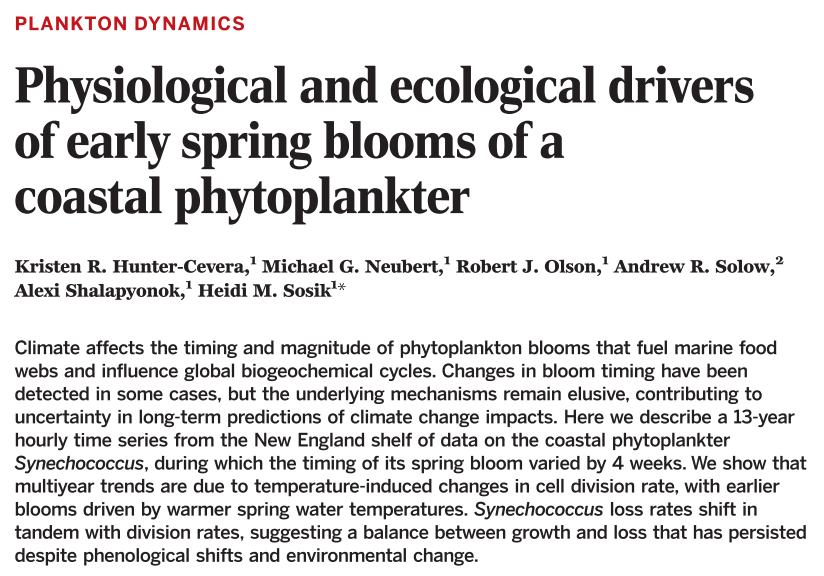 PLANKTON DYNAMICS
Physiological and ecological drivers
of early spring blooms of a
coastal phytoplankter
Kristen R. Hunter-Cevera,¹ Michael G. Neubert,¹ Robert J. Olson,¹ Andrew R. Solow,²
Alexi Shalapyonok,¹ Heidi M. Sosik¹*
Climate affects the timing and magnitude of phytoplankton blooms that fuel marine food
webs and influence global biogeochemical cycles. Changes in bloom timing have been
detected in some cases, but the underlying mechanisms remain elusive, contributing to
uncertainty in long-term predictions of climate change impacts. Here we describe a 13-year
hourly time series from the New England shelf of data on the coastal phytoplankter
Synechococcus, during which the timing of its spring bloom varied by 4 weeks. We show that
multiyear trends are due to temperature-induced changes in cell division rate, with earlier
blooms driven by warmer spring water temperatures. Synechococcus loss rates shift in
tandem with division rates, suggesting a balance between growth and loss that has persisted
despite phenological shifts and environmental change.